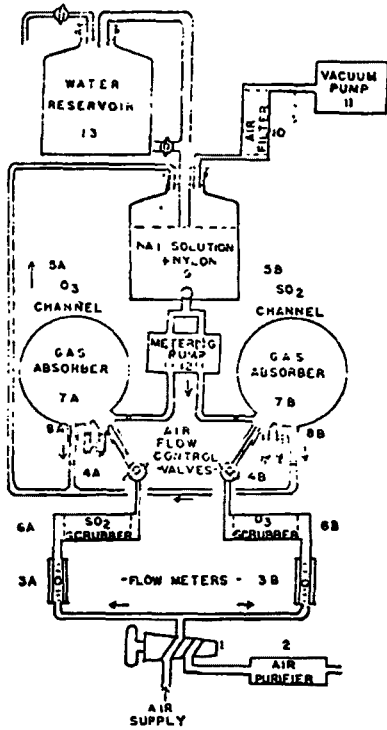 WATER
RESERVOIR
13
VACUUM
PUMP
11
AIR
FILTER
10
NAI SOLUTION
+NYLON
9
5A
O3
CHANNEL
5B
SO2
CHANNEL
METERING
PUMP
12
GAS
ABSORBER
7A
GAS
ABSORBER
7B
8A
8B
AIR
FLOW
CONTROL
VALVES
4A
4B
6A
SO2
SCRUBBER
O3
SCRUBBER
6B
3A
-FLOW METERS - 3B
1
2
AIR
PURIFIER
AIR
SUPPLY